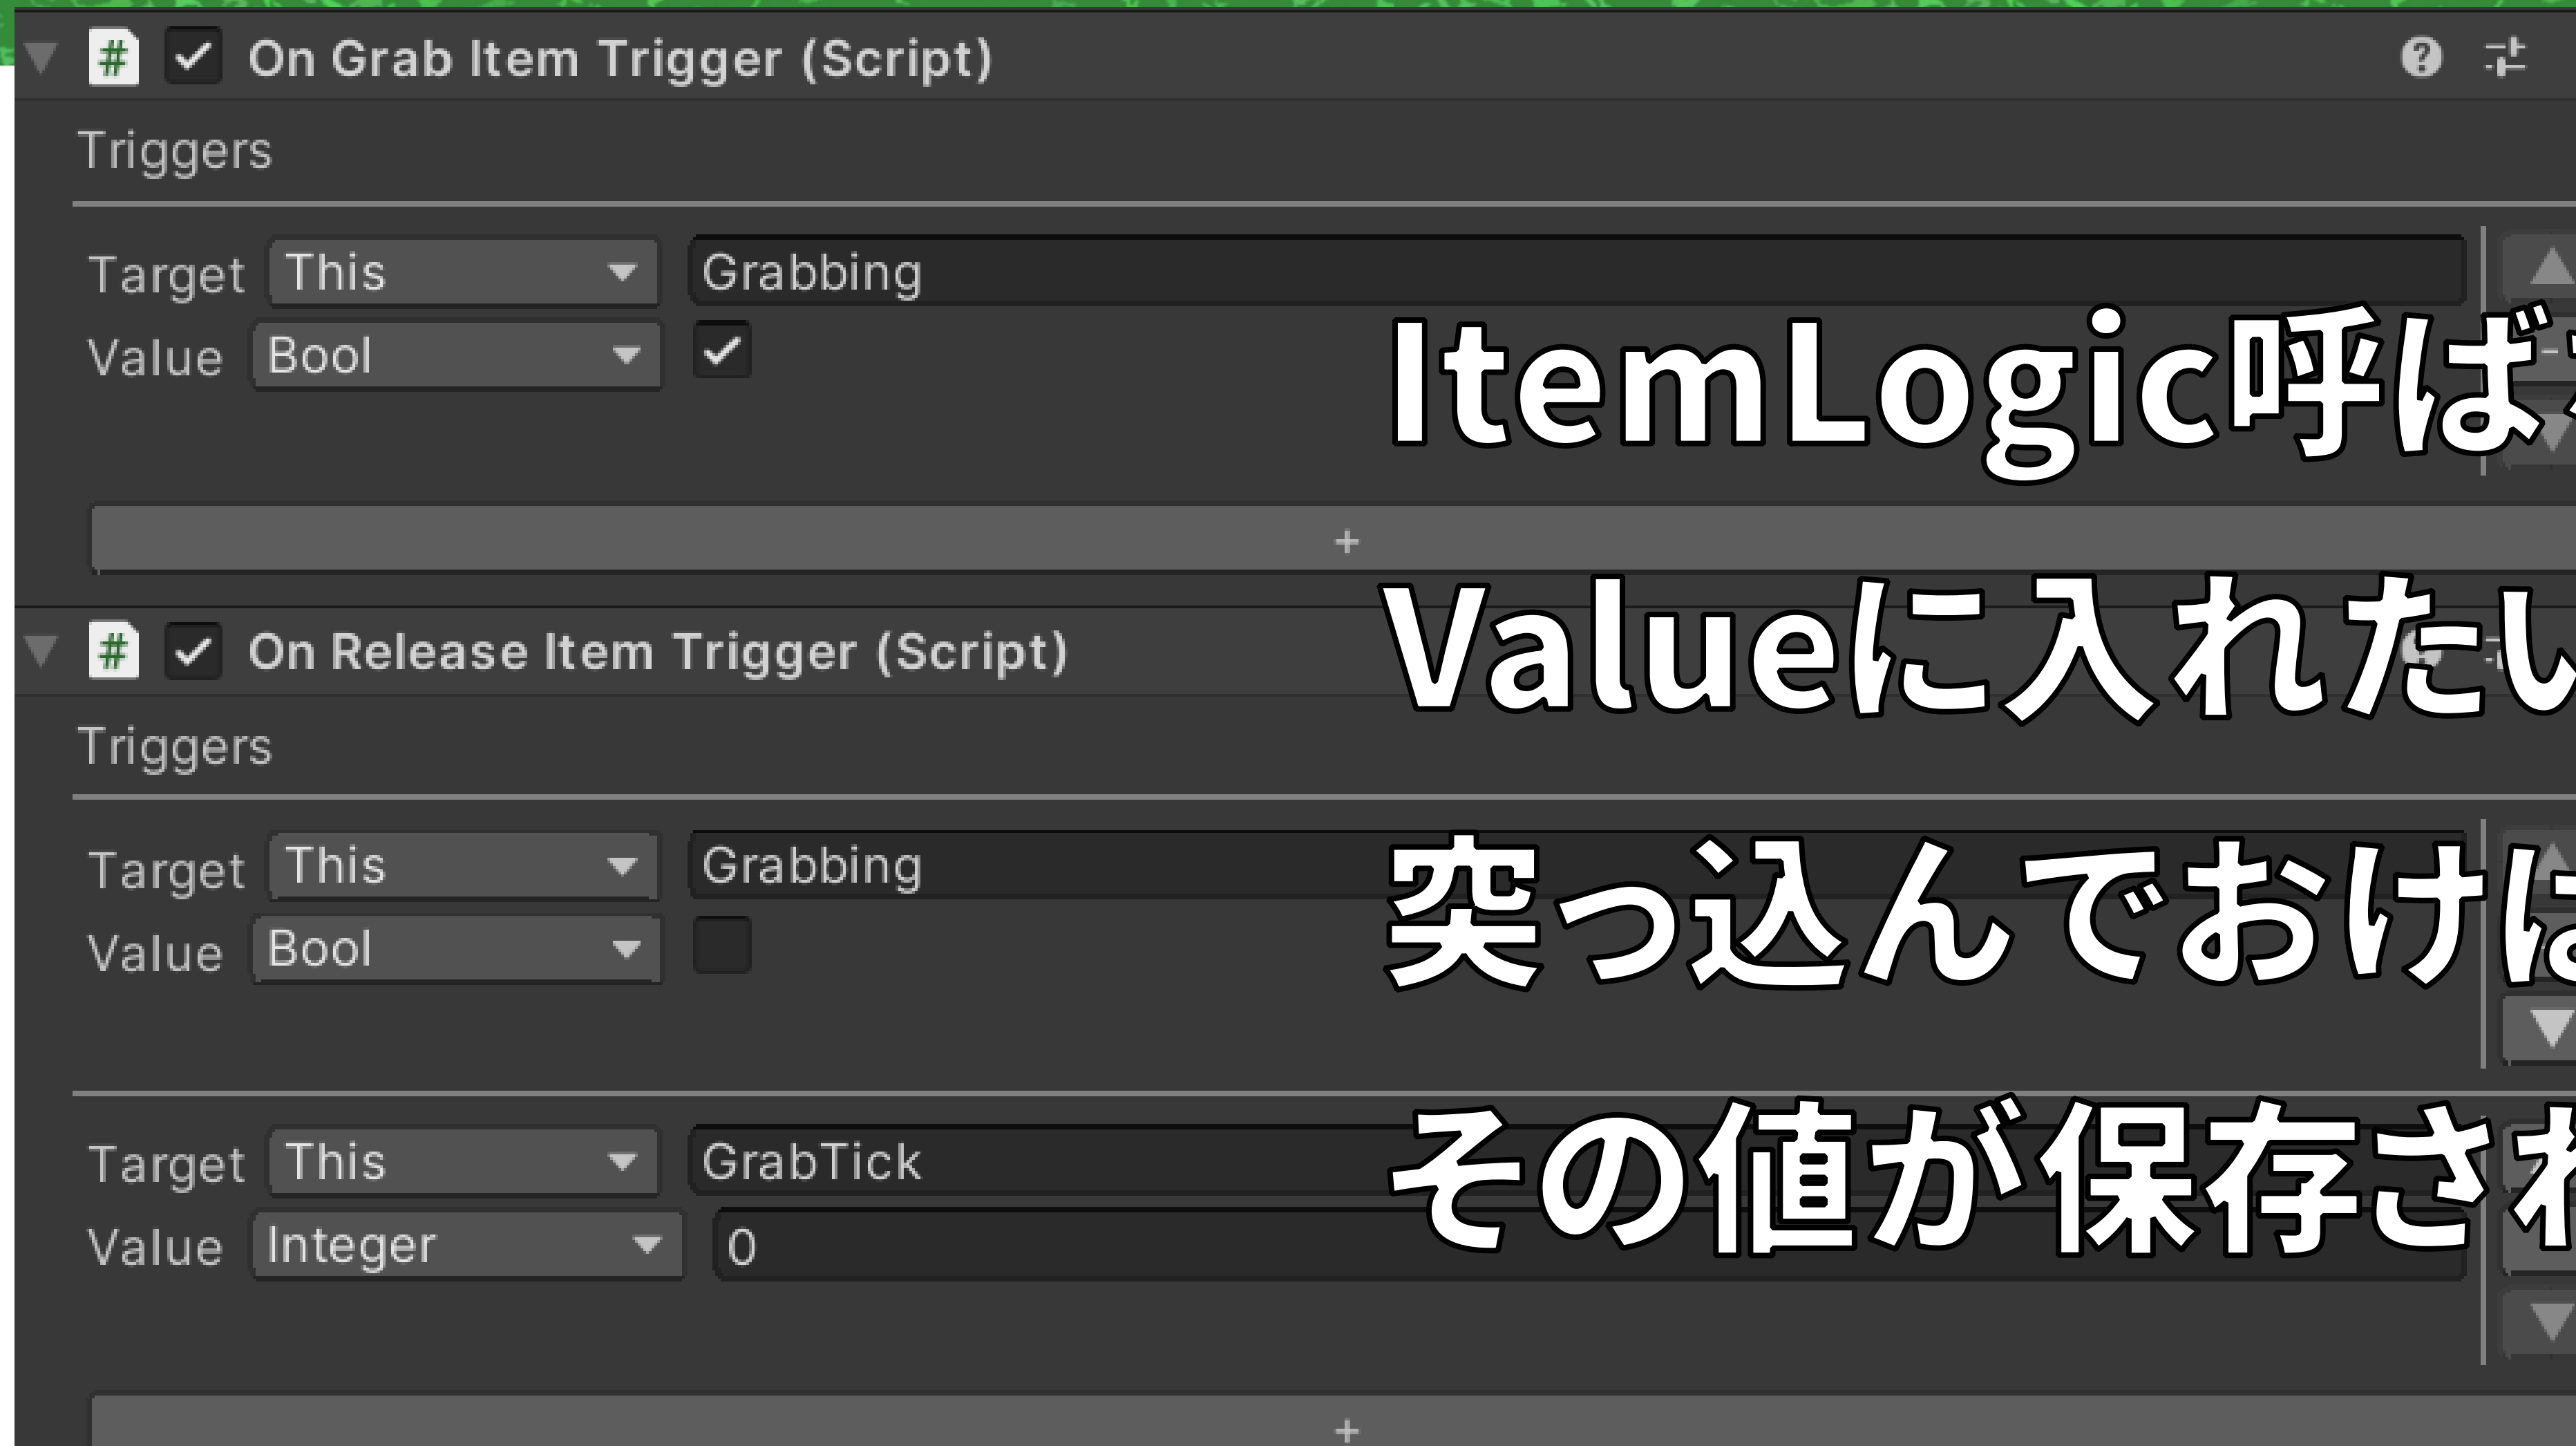 On Grab Item Trigger (Script)
Triggers
Target This Grabbing
Value Bool
ItemLogic呼ば
+
Valueに入れたい
On Release Item Trigger (Script)
Triggers
Target This Grabbing
Value Bool
突っ込んでおけば
その値が保存され
Target This GrabTick
Value Integer 0
+